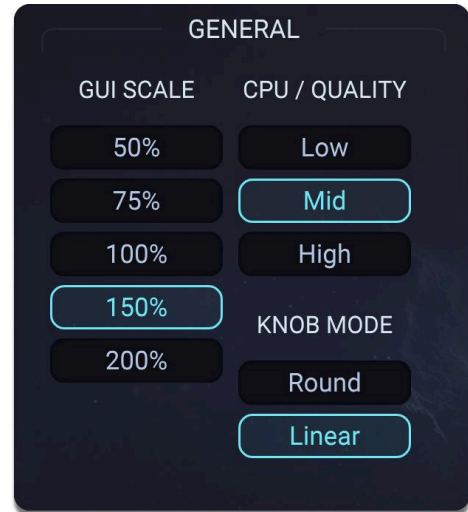 GENERAL
GUI SCALE
50%
75%
100%
150%
200%
CPU / QUALITY
Low
Mid
High
KNOB MODE
Round
Linear